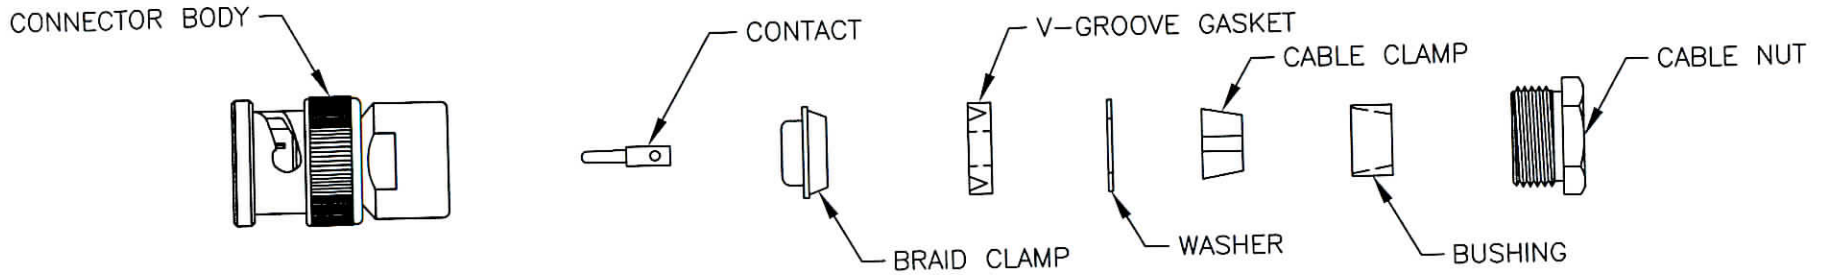 CONNECTOR BODY
CONTACT
V-GROOVE GASKET
CABLE CLAMP
CABLE NUT
BRAID CLAMP
WASHER
BUSHING